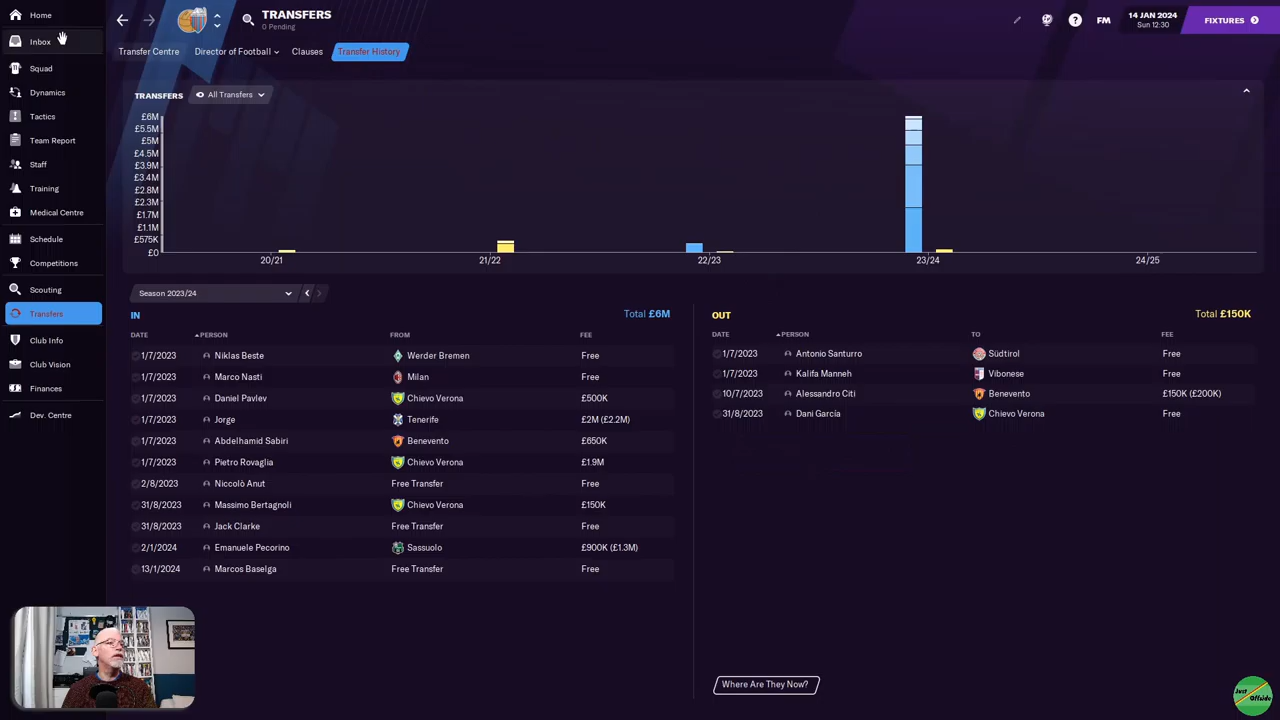 Home
TRANSFERS
0 Pending
FM
14 JAN 2024
Sun 12:30
FIXTURES
Inbox
Squad
Dynamics
Tactics
Team Report
Staff
Training
Medical Centre
Schedule
Competitions
Scouting
Transfers
Club Info
Club Vision
Finances
Dev. Centre
Transfer Centre
Director of Football
Clauses
Transfer History
TRANSFERS
All Transfers
£6M
£5.5M
£5M
£4.5M
£3.9M
£3.4M
£2.8M
£2.3M
£1.7M
£1.1M
£575K
£0
20/21
21/22
22/23
23/24
24/25
Season 2023/24
IN
Total £6M
DATE
PERSON
FROM
FEE
1/7/2023 Niklas Beste Werder Bremen Free
1/7/2023 Marco Nasti Milan Free
1/7/2023 Daniel Pavlev Chievo Verona £500K
1/7/2023 Jorge Tenerife £2M (£2.2M)
1/7/2023 Abdelhamid Sabiri Benevento £650K
1/7/2023 Pietro Rovaglia Chievo Verona £1.9M
2/8/2023 Niccolò Anut Free Transfer Free
31/8/2023 Massimo Bertagnoli Chievo Verona £150K
31/8/2023 Jack Clarke Free Transfer Free
2/1/2024 Emanuele Pecorino Sassuolo £900K (£1.3M)
13/1/2024 Marcos Baselga Free Transfer Free
OUT
Total £150K
DATE
PERSON
TO
FEE
1/7/2023 Antonio Santurro Südtirol Free
1/7/2023 Kalifa Manneh Vibonese Free
10/7/2023 Alessandro Citi Benevento £150K (£200K)
31/8/2023 Dani García Chievo Verona Free
Where Are They Now?
Just
Offside